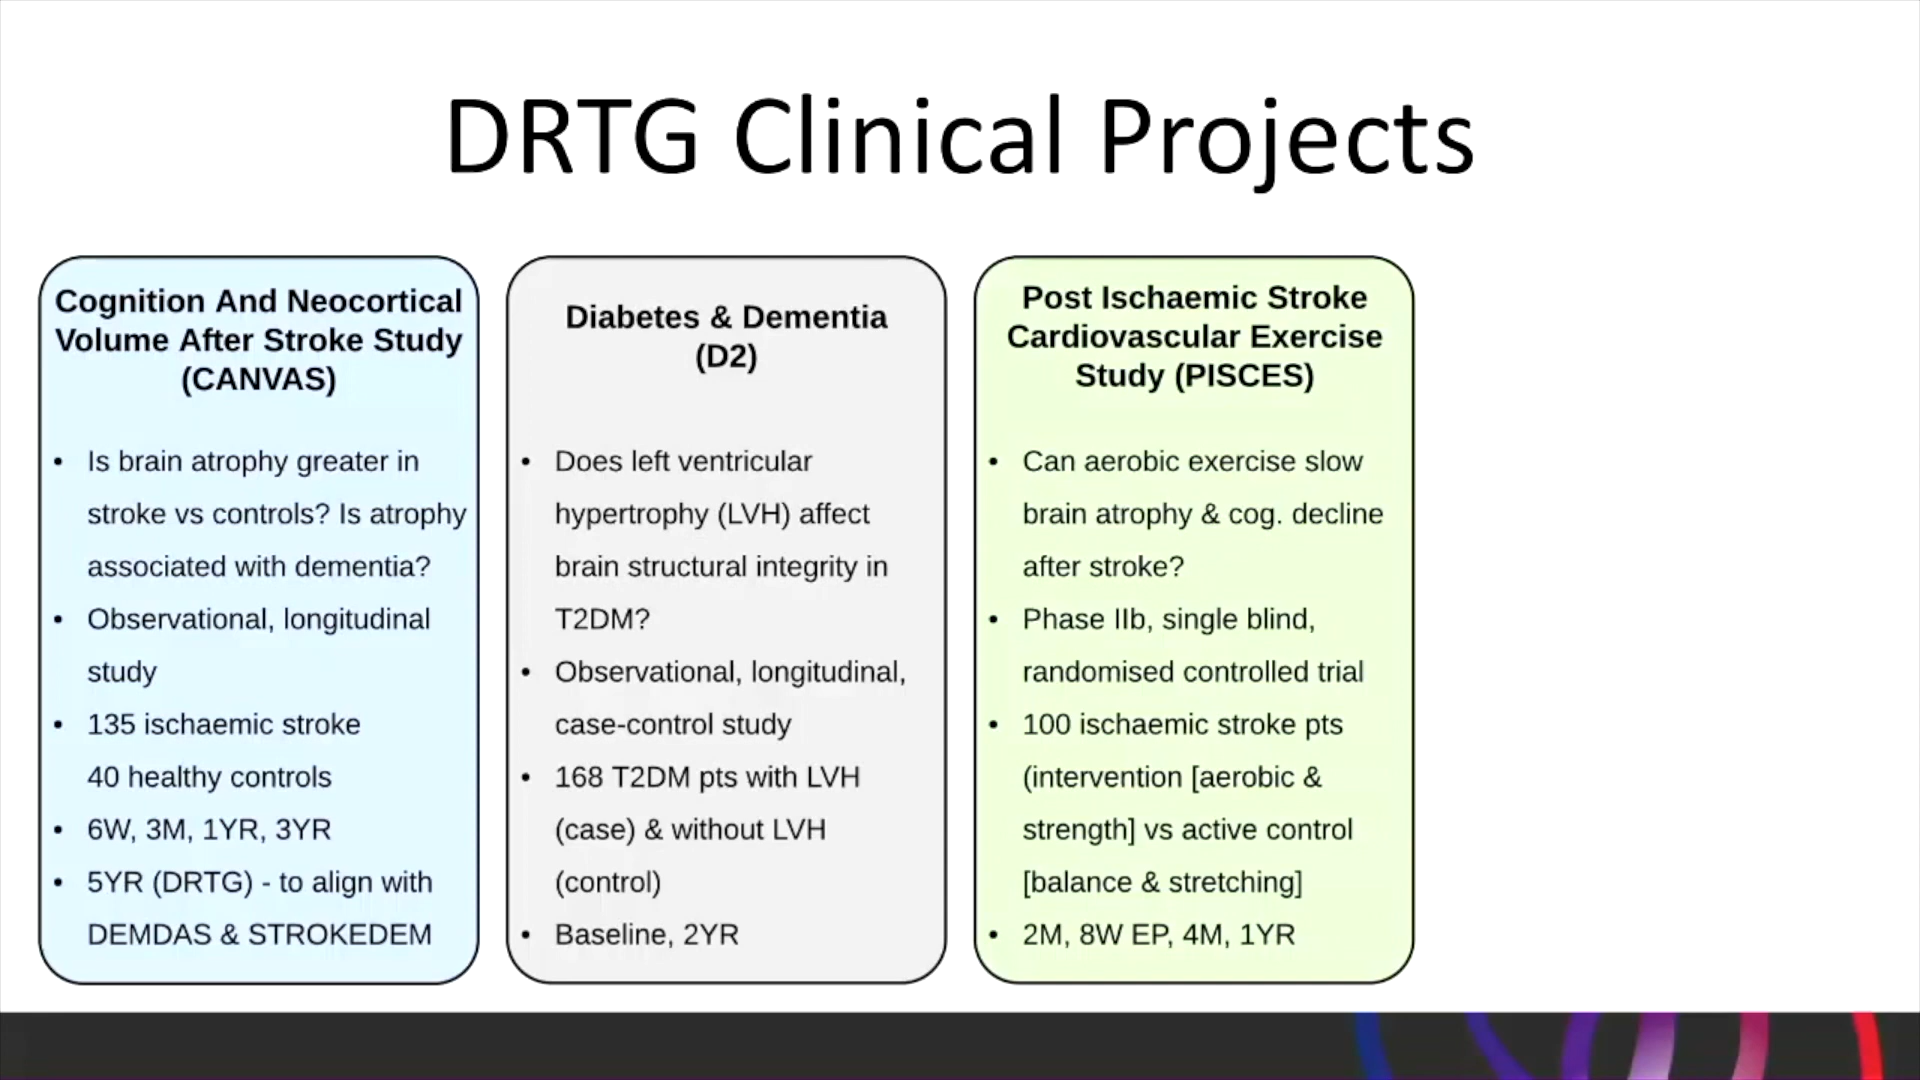 DRTG Clinical Projects
Cognition And Neocortical
Volume After Stroke Study
(CANVAS)
• Is brain atrophy greater in
stroke vs controls? Is atrophy
associated with dementia?
• Observational, longitudinal
study
• 135 ischaemic stroke
40 healthy controls
• 6W, 3M, 1YR, 3YR
• 5YR (DRTG) - to align with
DEMDAS & STROKEDEM
Diabetes & Dementia
(D2)
• Does left ventricular
hypertrophy (LVH) affect
brain structural integrity in
T2DM?
• Observational, longitudinal,
case-control study
• 168 T2DM pts with LVH
(case) & without LVH
(control)
• Baseline, 2YR
Post Ischaemic Stroke
Cardiovascular Exercise
Study (PISCES)
• Can aerobic exercise slow
brain atrophy & cog. decline
after stroke?
• Phase IIb, single blind,
randomised controlled trial
• 100 ischaemic stroke pts
(intervention [aerobic &
strength] vs active control
[balance & stretching]
• 2M, 8W EP, 4M, 1YR